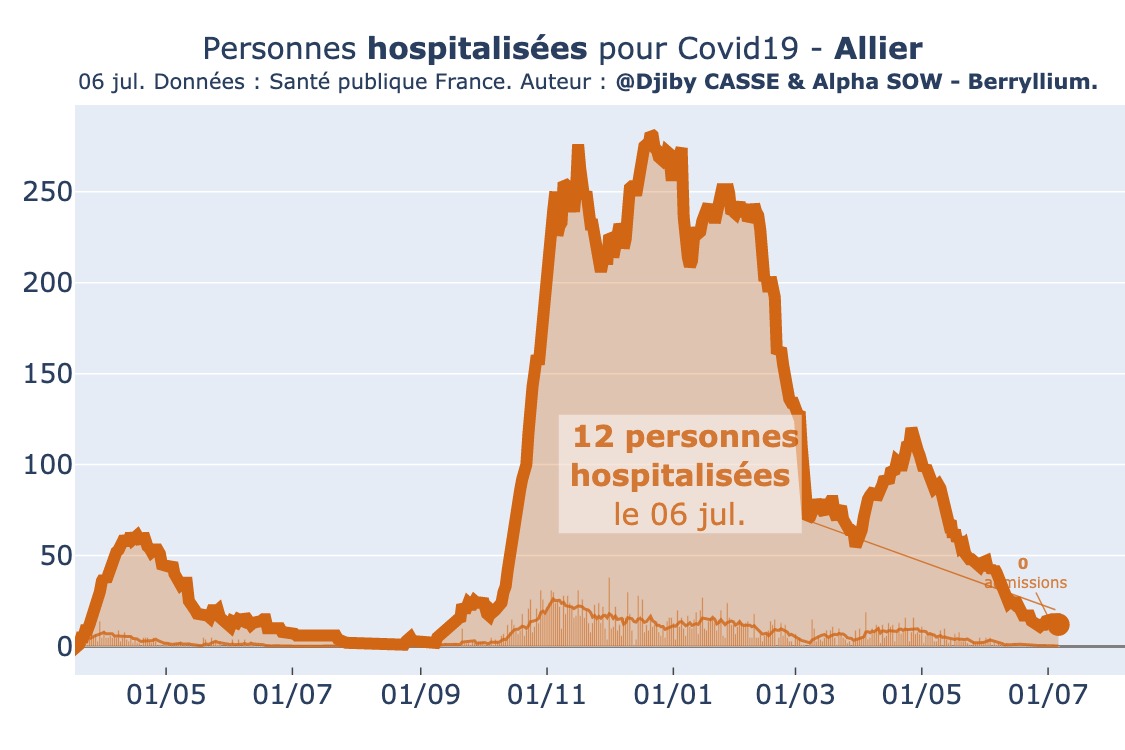 Personnes hospitalisées pour Covid19 - Allier
06 jul. Données : Santé publique France. Auteur : @Djiby CASSE & Alpha SOW - Berryllium.
250
200
150
100
50
0
12 personnes
hospitalisées
le 06 jul.
0
admissions
01/05 01/07 01/09 01/11 01/01 01/03 01/05 01/07